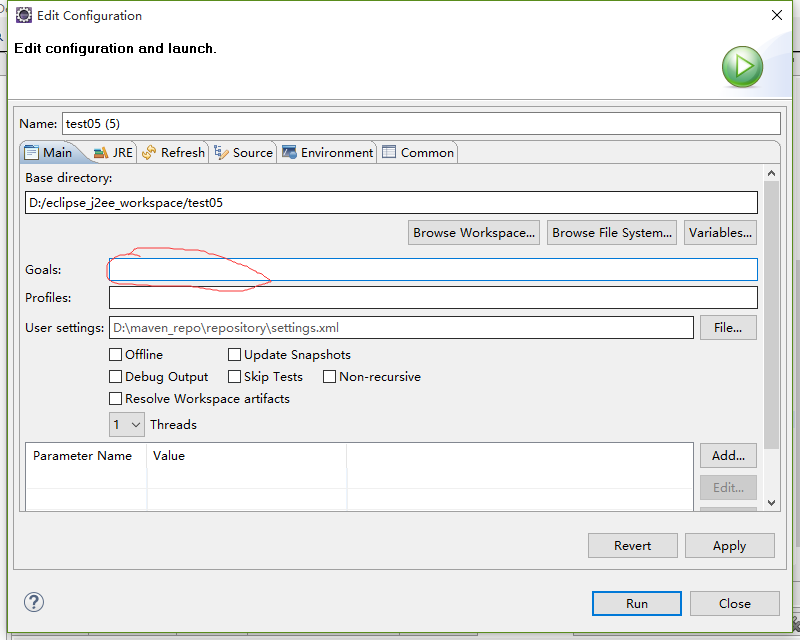 Edit Configuration
Edit configuration and launch.
Name: test05 (5)
Main JRE Refresh Source Environment Common
Base directory:
D:/eclipse_j2ee_workspace/test05
Browse Workspace... Browse File System... Variables...
Goals:
Profiles:
User settings: D:\maven_repo\repository\settings.xml File...
Offline Update Snapshots
Debug Output Skip Tests Non-recursive
Resolve Workspace artifacts
1 Threads
Parameter Name Value Add...
Edit...
Revert Apply
? Run Close